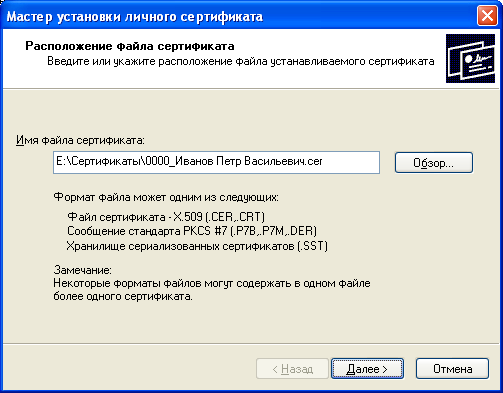 Мастер установки личного сертификата
Расположение файла сертификата
Введите или укажите расположение файла устанавливаемого сертификата
Имя файла сертификата:
E:\Сертификаты\0000_Иванов Петр Васильевич.cer
Обзор...
Формат файла может одним из следующих:
Файл сертификата - X.509 (.CER,.CRT)
Сообщение стандарта PKCS #7 (.P7B,.P7M,.DER)
Хранилище сериализованных сертификатов (.SST)
Замечание:
Некоторые форматы файлов могут содержать в одном файле
более одного сертификата.
< Назад
Далее >
Отмена